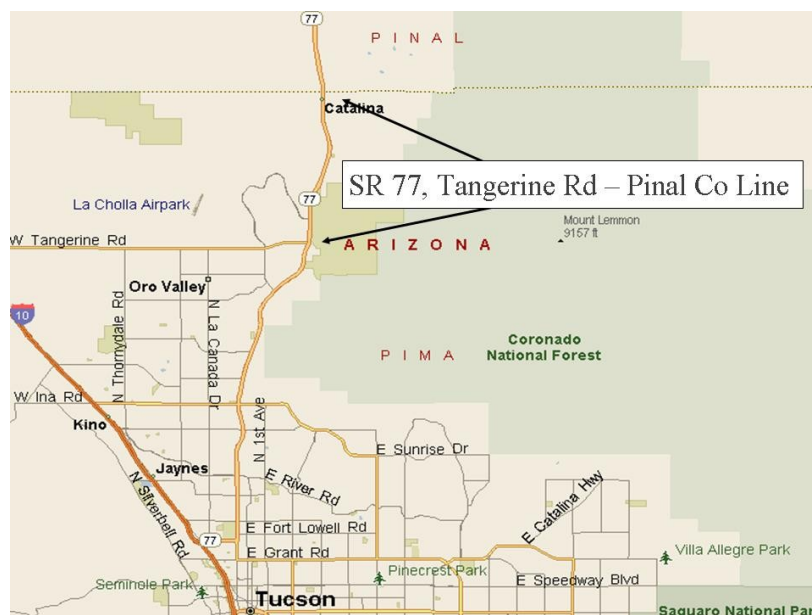 77
PINAL
Catalina
SR 77, Tangerine Rd – Pinal Co Line
77
La Cholla Airpark
Mount Lemmon
9157 ft
W Tangerine Rd
ARIZONA
Oro Valley
N Thornydale Rd
N La Canada Dr
10
Coronado
National Forest
PIMA
W Ina Rd
N 1st Ave
Kino
E Sunrise Dr
Jaynes
N Silverbell Rd
E River Rd
E Catalina Hwy
77
E Fort Lowell Rd
E Grant Rd
Villa Allegre Park
Pinecrest Park
E Speedway Blvd
Seminole Park
Tucson
Saguaro National Par